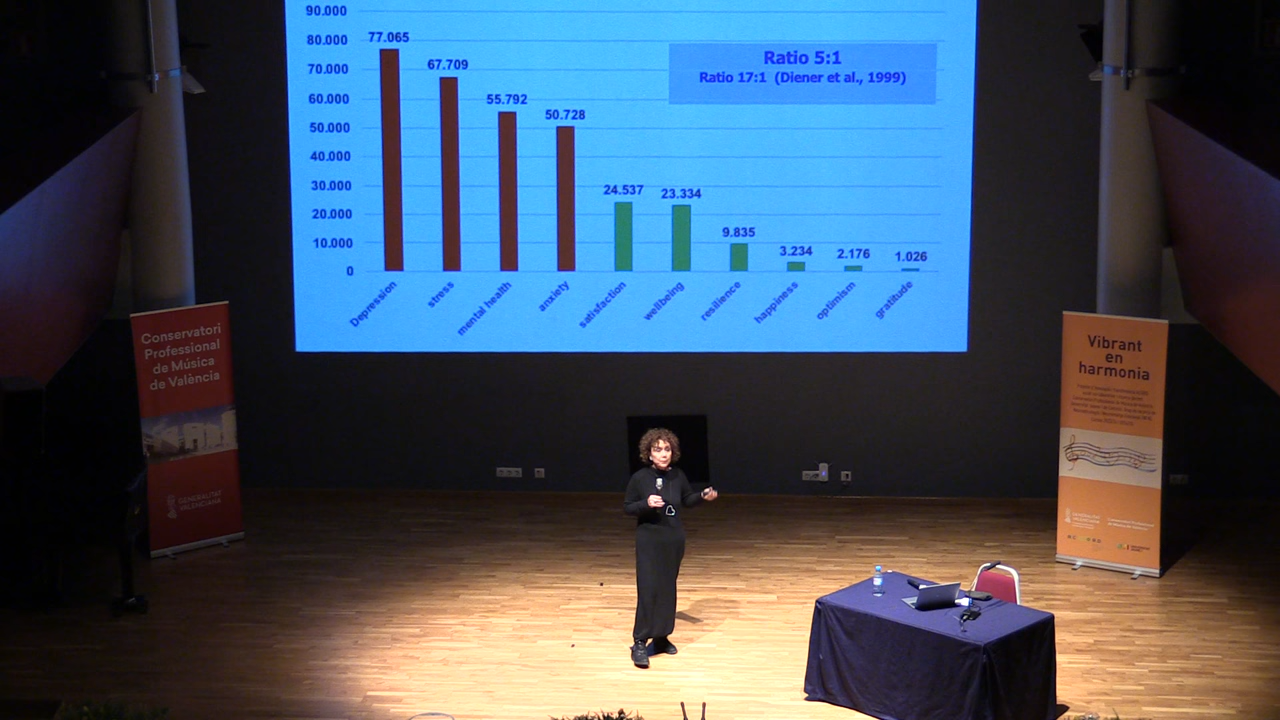 90.000
80.000
70.000
60.000
50.000
40.000
30.000
20.000
10.000
0
77.065
67.709
55.792
50.728
24.537
23.334
9.835
3.234
2.176
1.026
Ratio 5:1
Ratio 17:1 (Diener et al., 1999)
Depression
stress
mental health
anxiety
satisfaction
wellbeing
resilience
happiness
optimism
gratitude
Conservatori
Professional
de Música
de València
GENERALITAT
VALENCIANA
Vibrant
en
harmonia